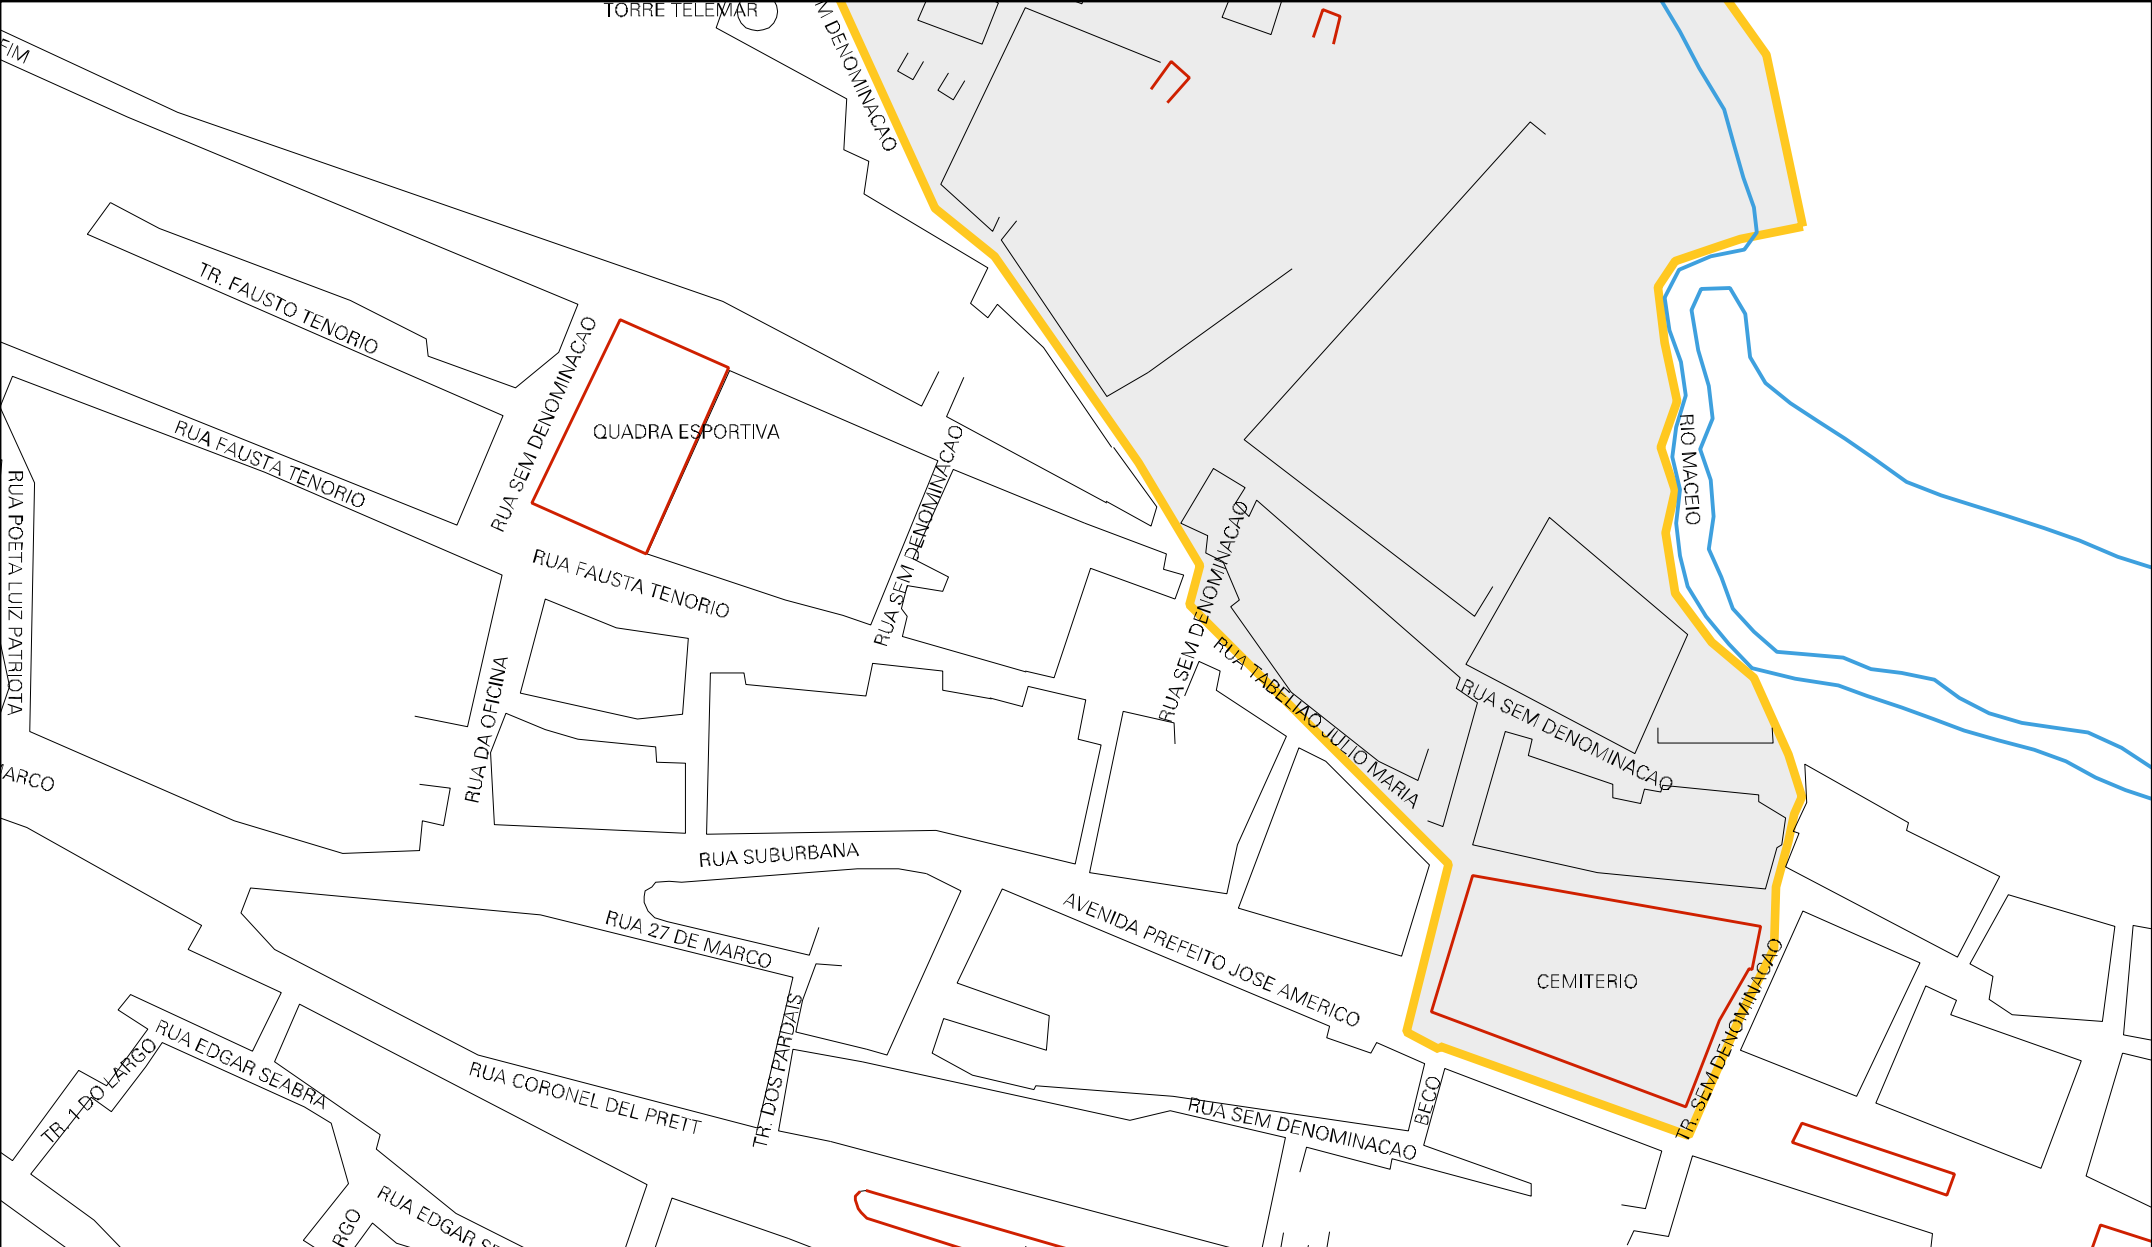 TORRE TELEMAR
M DENOMINACAO
FIM
TR. FAUSTO TENORIO
RUA SEM DENOMINACAO
QUADRA ESPORTIVA
RUA FAUSTA TENORIO
RUA SEM DENOMINACAO
RIO MACEIO
RUA POETA LUIZ PATRIOTA
RUA SEM DENOMINACAO
RUA FAUSTA TENORIO
RUA TABELIAO JULIO MARIA
RUA DA OFICINA
RUA SEM DENOMINACAO
MARCO
RUA SUBURBANA
RUA 27 DE MARCO
AVENIDA PREFEITO JOSE AMERICO
CEMITERIO
TR. SEM DENOMINACAO
TR. DOS PARDAIS
RUA EDGAR SEABRA
TR. 1 DO LARGO
RUA CORONEL DEL PRETT
BECO
RUA SEM DENOMINACAO
RUA EDGAR SE
RGO